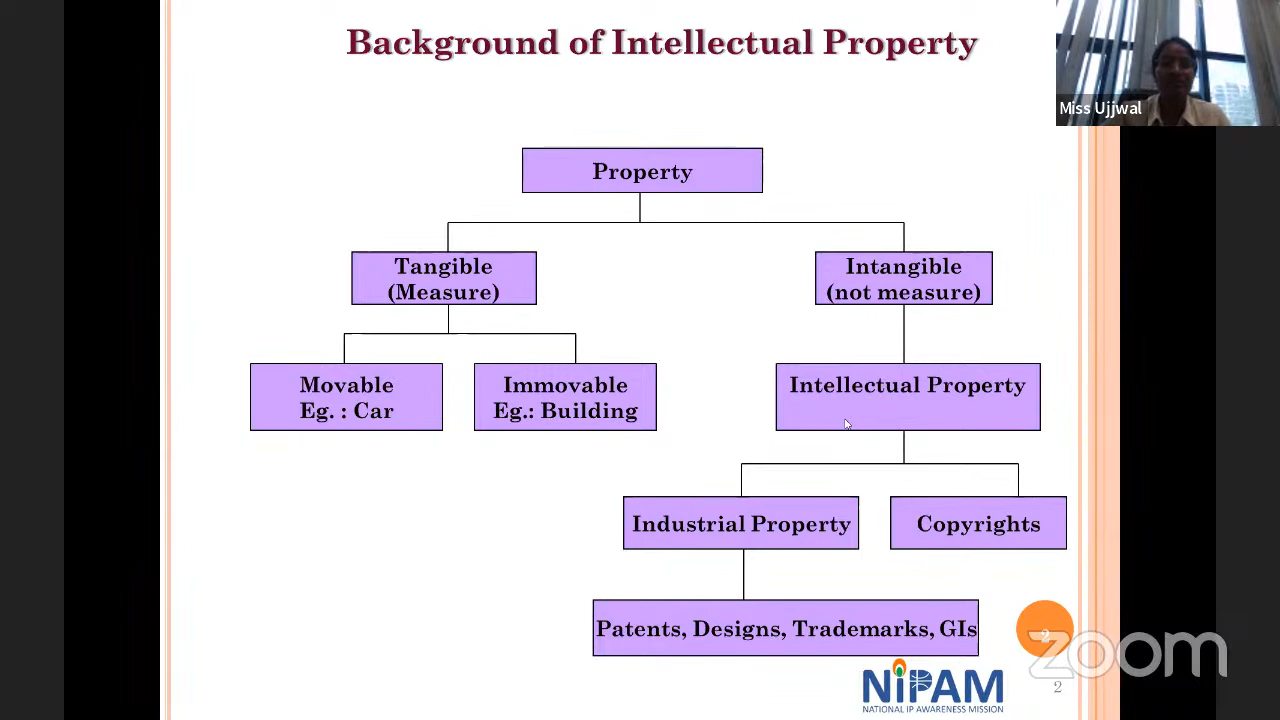 Background of Intellectual Property
Miss Ujjwal
Property
Tangible
(Measure)
Intangible
(not measure)
Movable
Eg. : Car
Immovable
Eg.: Building
Intellectual Property
Industrial Property
Copyrights
Patents, Designs, Trademarks, GIs
2
zoom
NIPAM
NATIONAL IP AWARENESS MISSION
2